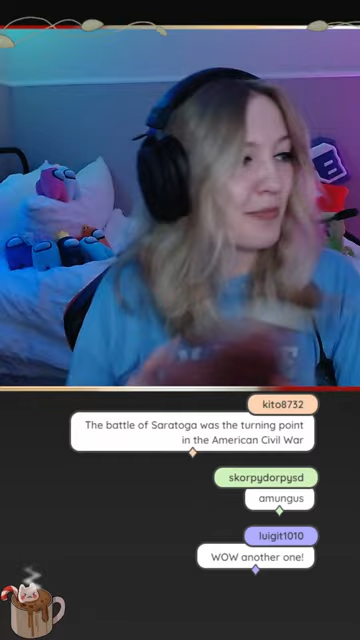 kito8732
The battle of Saratoga was the turning point
in the American Civil War
skorpydorpysd
amungus
luigit1010
WOW another one!